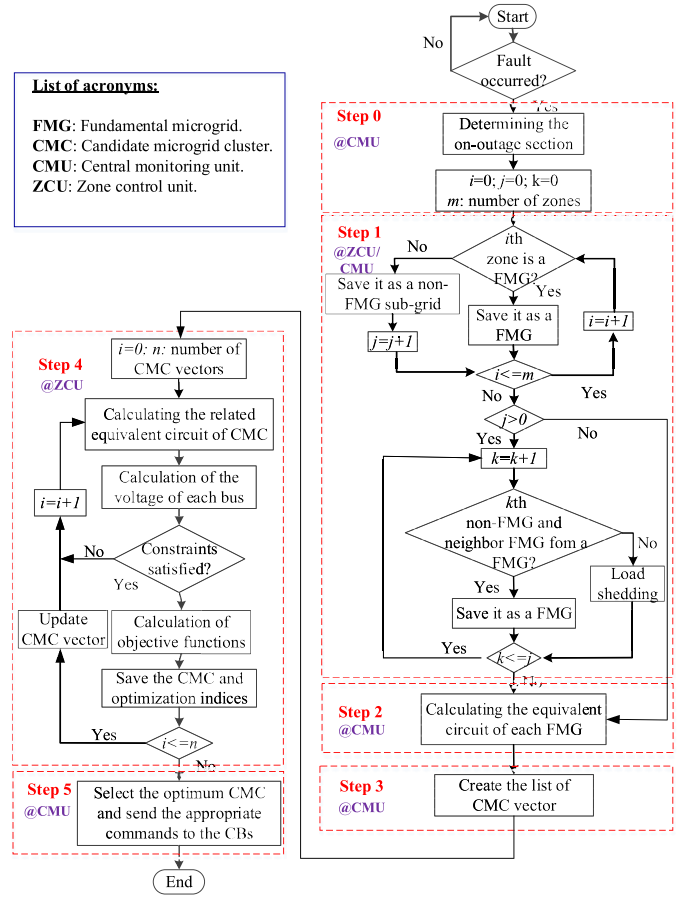 Start
No
Fault
occurred?
Yes
List of acronyms:
FMG: Fundamental microgrid.
CMC: Candidate microgrid cluster.
CMU: Central monitoring unit.
ZCU: Zone control unit.
Step 0
@CMU
Determining the
on-outage section
i=0; j=0; k=0
m: number of zones
Step 1
@ZCU/
CMU
No
ith
zone is a
FMG?
Yes
Save it as a non-
FMG sub-grid
Save it as a
FMG
i=i+1
j=j+1
i<=m
Yes
No
j>0
No
Yes
k=k+1
kth
non-FMG and
neighbor FMG fom a
FMG?
No
Yes
Load
shedding
Save it as a FMG
Yes
k<=j
Step 2
@CMU
Calculating the equivalent
circuit of each FMG
Step 3
@CMU
Create the list of
CMC vector
Step 4
@ZCU
i=0: n: number of
CMC vectors
Calculating the related
equivalent circuit of CMC
Calculation of the
voltage of each bus
i=i+1
No
Constraints
satisfied?
Yes
Update
CMC vector
Calculation of
objective functions
Save the CMC and
optimization indices
Yes
i<=n
No
Step 5
@CMU
Select the optimum CMC
and send the appropriate
commands to the CBs
End